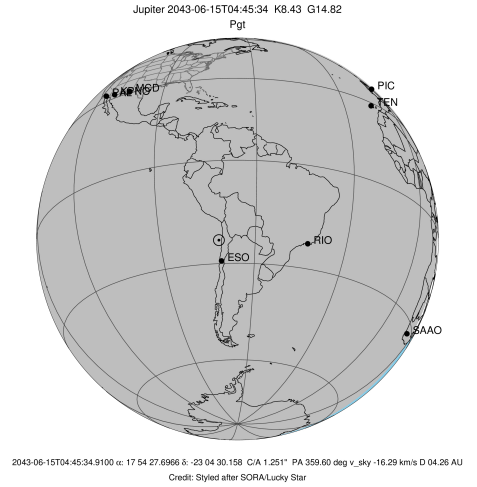 Jupiter 2043-06-15T04:45:34 K8.43 G14.82
Pgt
PIC
TEN
MCD
RIO
ESO
SAAO
2043-06-15T04:45:34.9100 α: 17 54 27.6966 δ: -23 04 30.158 C/A 1.251" PA 359.60 deg v_sky -16.29 km/s D 04.26 AU
Credit: Styled after SORA/Lucky Star